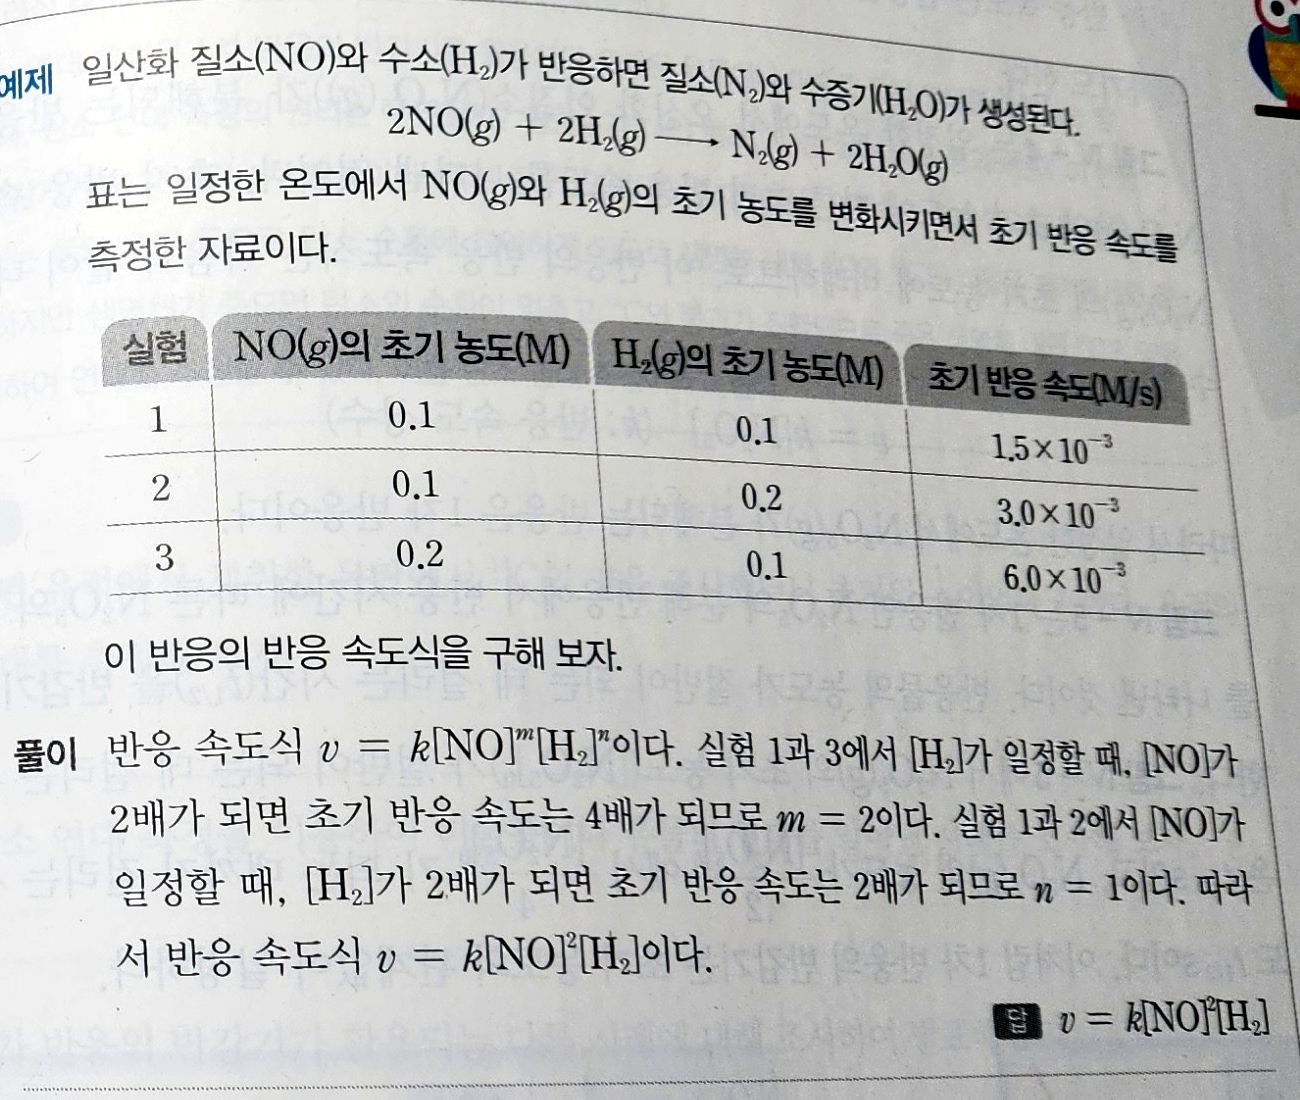 예제 일산화 질소(NO)와 수소(H₂)가 반응하면 질소(N₂)와 수증기(H₂O)가 생성된다.
2NO(g) + 2H₂(g) ⟶ N₂(g) + 2H₂O(g)
표는 일정한 온도에서 NO(g)와 H₂(g)의 초기 농도를 변화시키면서 초기 반응 속도를
측정한 자료이다.
실험 NO(g)의 초기 농도(M) H₂(g)의 초기 농도(M) 초기 반응 속도(M/s)
1 0.1 0.1 1.5×10⁻³
2 0.1 0.2 3.0×10⁻³
3 0.2 0.1 6.0×10⁻³
이 반응의 반응 속도식을 구해 보자.
풀이 반응 속도식 v = k[NO]ᵐ[H₂]ⁿ이다. 실험 1과 3에서 [H₂]가 일정할 때, [NO]가
2배가 되면 초기 반응 속도는 4배가 되므로 m = 2이다. 실험 1과 2에서 [NO]가
일정할 때, [H₂]가 2배가 되면 초기 반응 속도는 2배가 되므로 n = 1이다. 따라
서 반응 속도식 v = k[NO]²[H₂]이다.
답 v = k[NO]²[H₂]